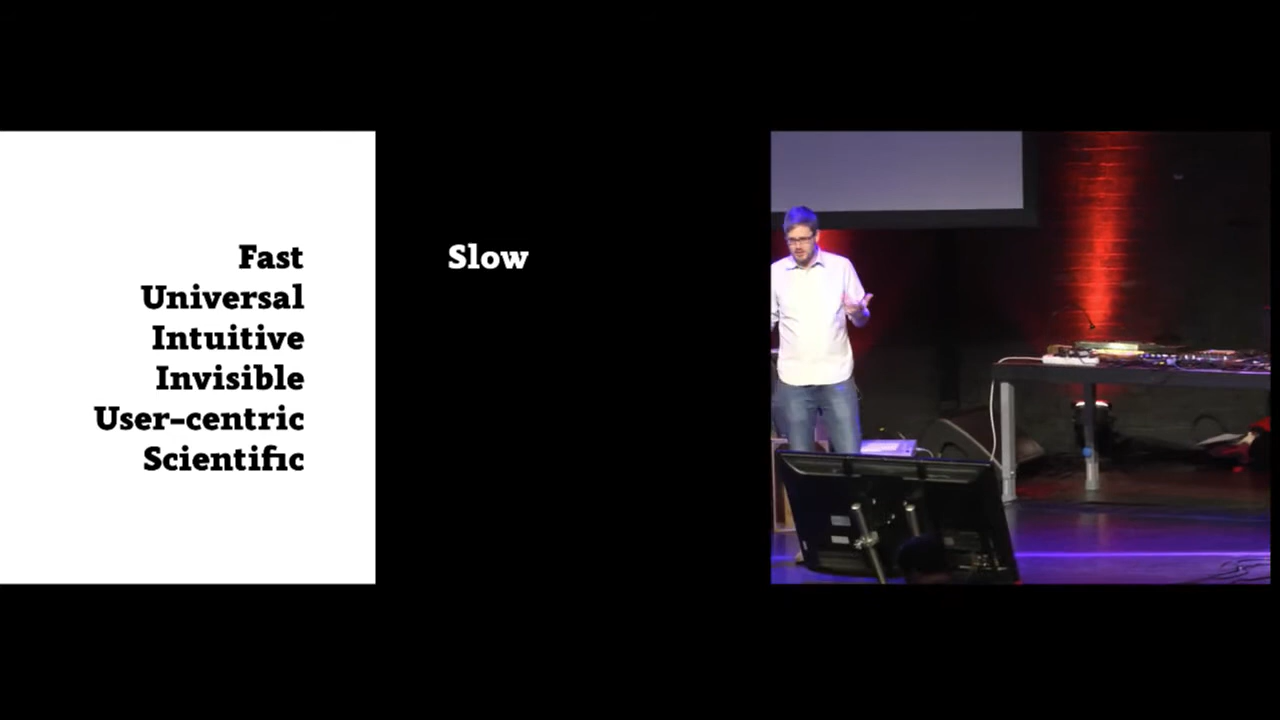 Fast
Slow
Universal
Intuitive
Invisible
User-centric
Scientific